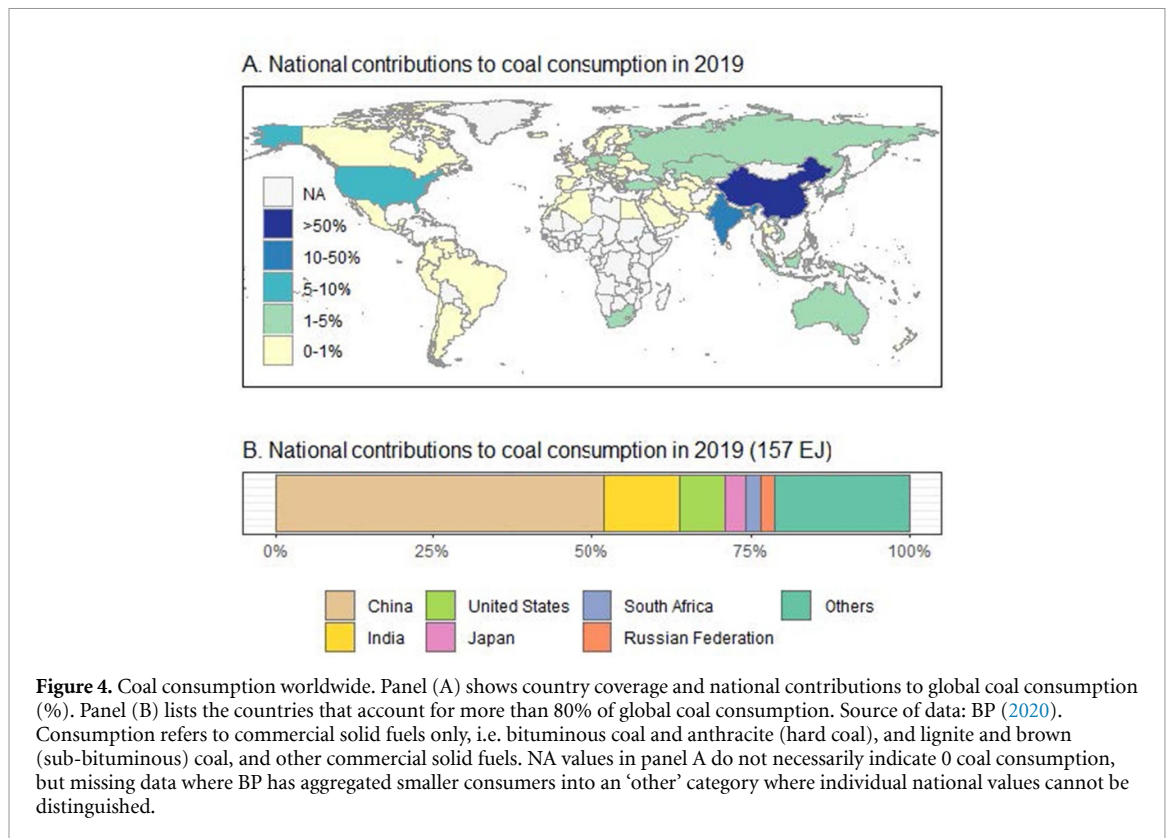 A. National contributions to coal consumption in 2019
NA
>50%
10-50%
5-10%
1-5%
0-1%
B. National contributions to coal consumption in 2019 (157 EJ)
0% 25% 50% 75% 100%
China United States South Africa Others
India Japan Russian Federation
Figure 4. Coal consumption worldwide. Panel (A) shows country coverage and national contributions to global coal consumption
(%). Panel (B) lists the countries that account for more than 80% of global coal consumption. Source of data: BP (2020).
Consumption refers to commercial solid fuels only, i.e. bituminous coal and anthracite (hard coal), and lignite and brown
(sub-bituminous) coal, and other commercial solid fuels. NA values in panel A do not necessarily indicate 0 coal consumption,
but missing data where BP has aggregated smaller consumers into an ‘other’ category where individual national values cannot be
distinguished.